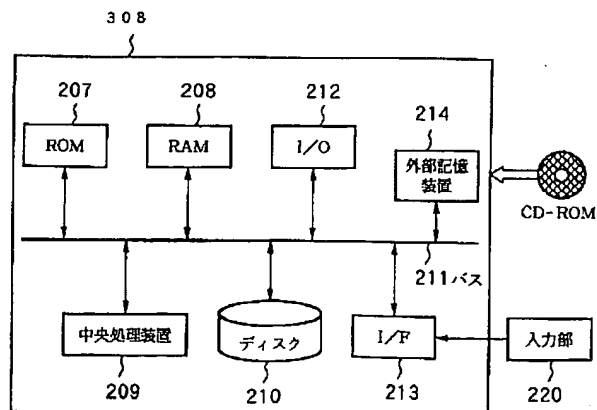 308
207
208
212
214
ROM
RAM
I/O
外部記憶
装置
CD-ROM
211バス
中央処理装置
ディスク
I/F
入力部
209
210
213
220